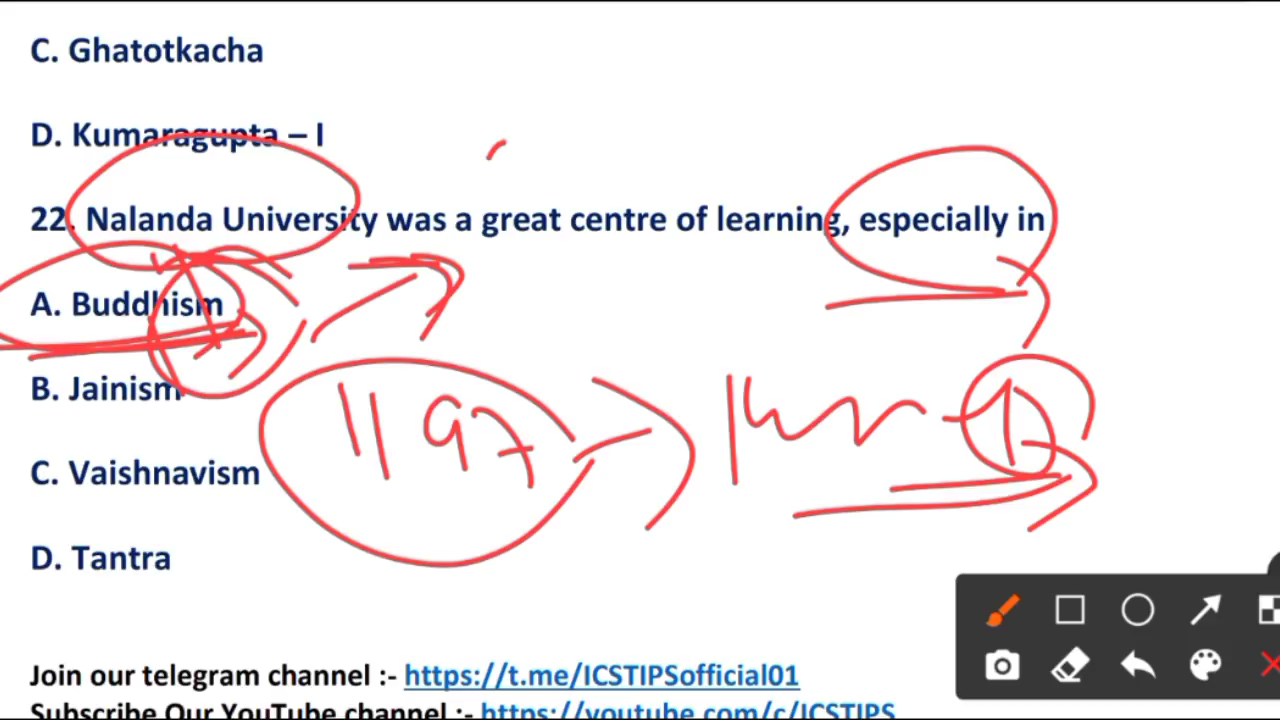 C. Ghatotkacha
D. Kumaragupta – I
22. Nalanda University was a great centre of learning, especially in
A. Buddhism
B. Jainism
1197
C. Vaishnavism
D. Tantra
Join our telegram channel :- https://t.me/ICSTIPSofficial01
Subscribe Our YouTube channel :- https://youtube.com/c/ICSTIPS